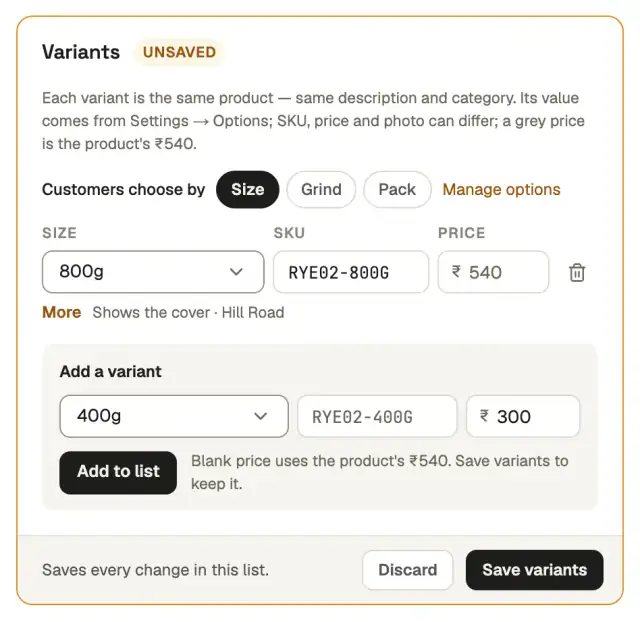 Variants UNSAVED
Each variant is the same product — same description and category. Its value
comes from Settings → Options; SKU, price and photo can differ; a grey price
is the product's ₹540.
Customers choose by Size Grind Pack Manage options
SIZE SKU PRICE
800g RYE02-800G ₹ 540
More Shows the cover · Hill Road
Add a variant
400g RYE02-400G ₹ 300
Add to list Blank price uses the product's ₹540. Save variants to
keep it.
Saves every change in this list. Discard Save variants